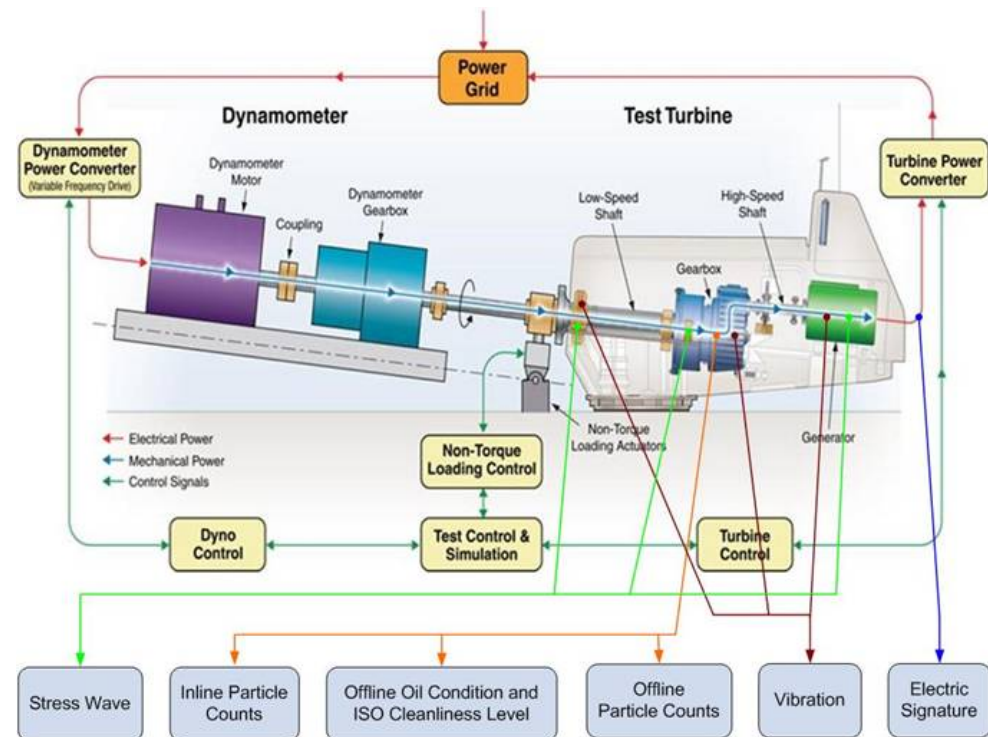 Power
Grid
Dynamometer
Test Turbine
Dynamometer
Power Converter
(Variable Frequency Drive)
Turbine Power
Converter
Dynamometer
Motor
Coupling
Dynamometer
Gearbox
Low-Speed
Shaft
High-Speed
Shaft
Gearbox
Generator
Non-Torque
Loading Actuators
Electrical Power
Mechanical Power
Control Signals
Non-Torque
Loading Control
Dyno
Control
Test Control &
Simulation
Turbine
Control
Stress Wave
Inline Particle
Counts
Offline Oil Condition and
ISO Cleanliness Level
Offline
Particle Counts
Vibration
Electric
Signature